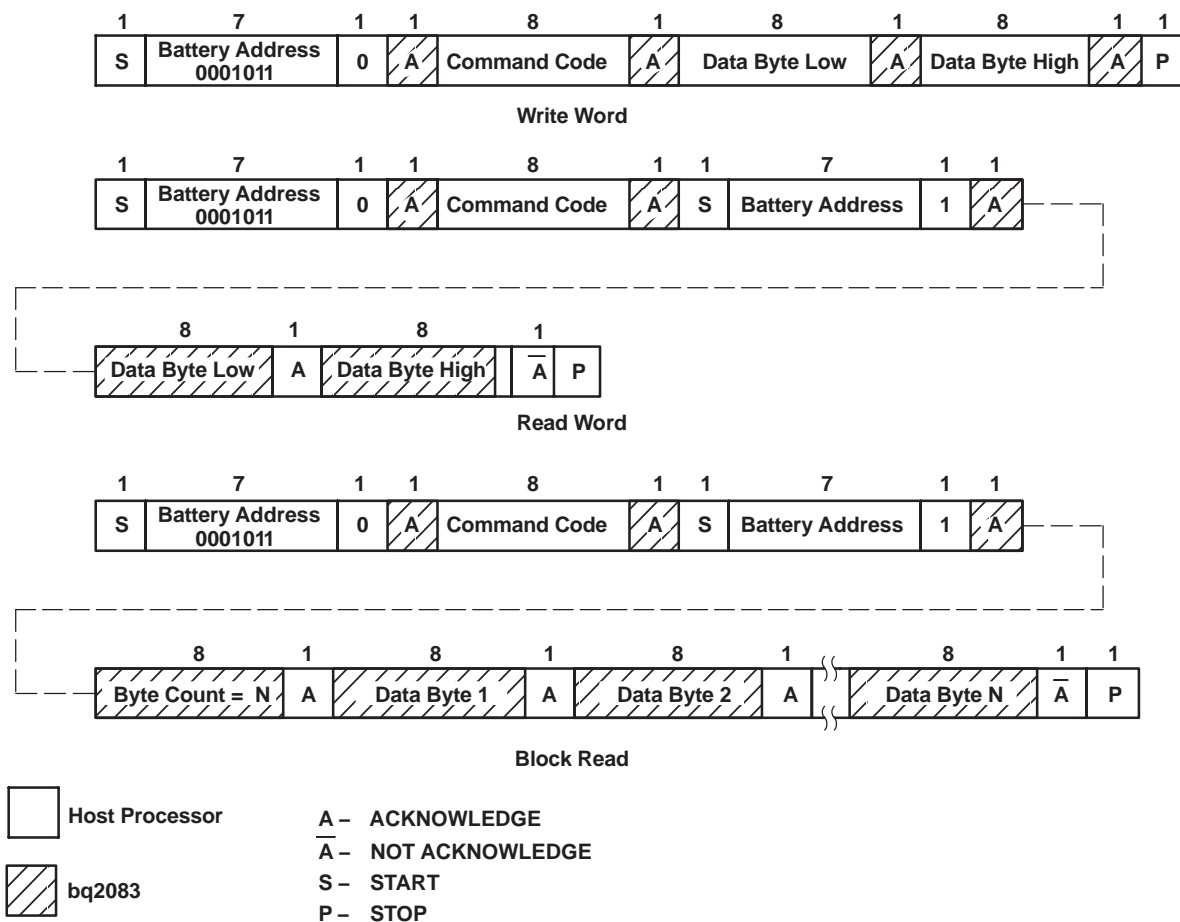 1 7 1 1 8 1 8 1 8 1 1
S Battery Address 0 A Command Code A Data Byte Low A Data Byte High A P
0001011
Write Word
1 7 1 1 8 1 1 7 1 1
S Battery Address 0 A Command Code A S Battery Address 1 A
0001011
8 1 8 1
Data Byte Low A Data Byte High A̅ P
Read Word
1 7 1 1 8 1 1 7 1 1
S Battery Address 0 A Command Code A S Battery Address 1 A
0001011
8 1 8 1 8 1 8 1 1
Byte Count = N A Data Byte 1 A Data Byte 2 A Data Byte N A̅ P
Block Read
Host Processor
bq2083
A – ACKNOWLEDGE
A̅ – NOT ACKNOWLEDGE
S – START
P – STOP